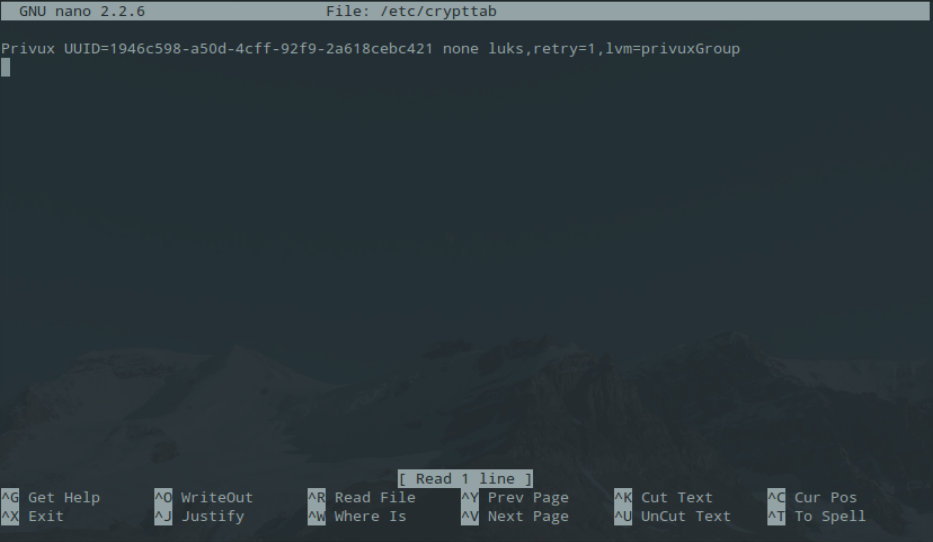 GNU nano 2.2.6 File: /etc/crypttab
Privux UUID=1946c598-a50d-4cff-92f9-2a618cebc421 none luks,retry=1,lvm=privuxGroup
[ Read 1 line ]
^G Get Help ^O WriteOut ^R Read File ^Y Prev Page ^K Cut Text ^C Cur Pos
^X Exit ^J Justify ^W Where Is ^V Next Page ^U UnCut Text ^T To Spell